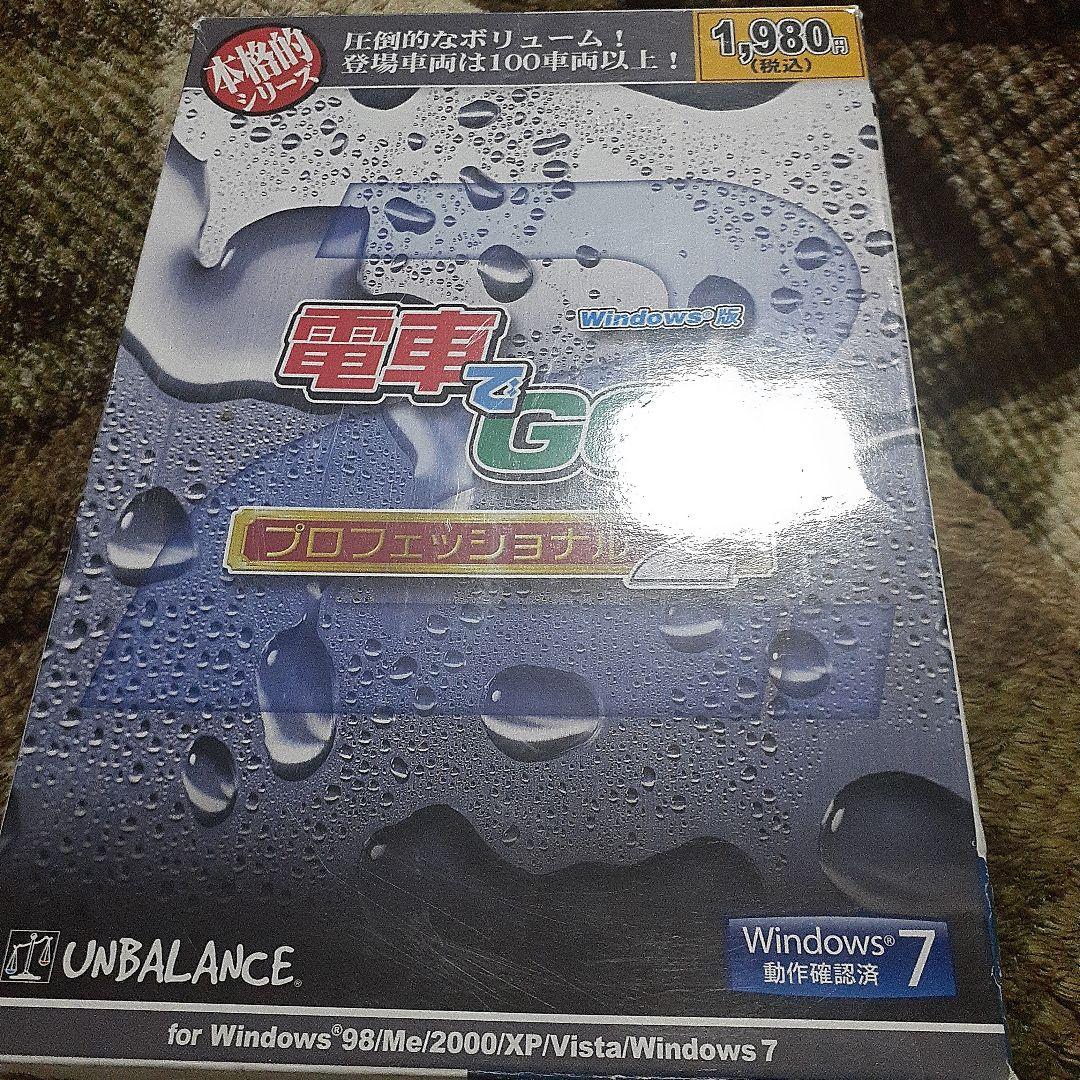 本格的
シリーズ
圧倒的なボリューム！
登場車両は100車両以上！
1,980円
(税込)
Windows®版
電車でGO
プロフェッショナル2
UNBALANCE®
Windows®7
動作確認済
for Windows®98/Me/2000/XP/Vista/Windows 7